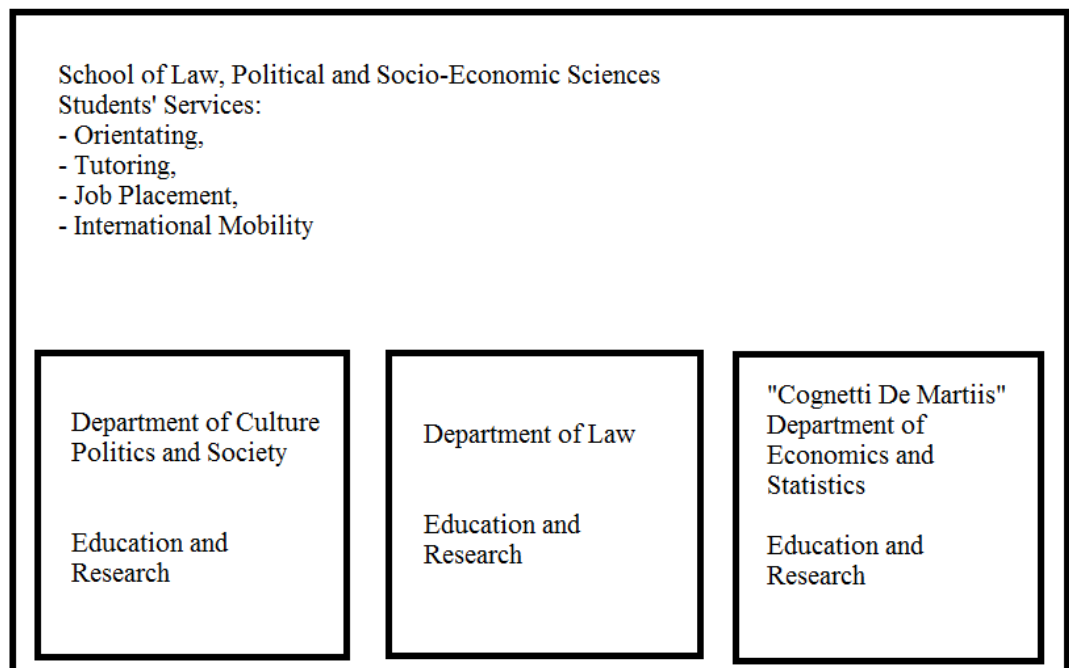 School of Law, Political and Socio-Economic Sciences
Students' Services:
- Orientating,
- Tutoring,
- Job Placement,
- International Mobility
Department of Culture
Politics and Society
Education and
Research
Department of Law
Education and
Research
"Cognetti De Martiis"
Department of
Economics and
Statistics
Education and
Research